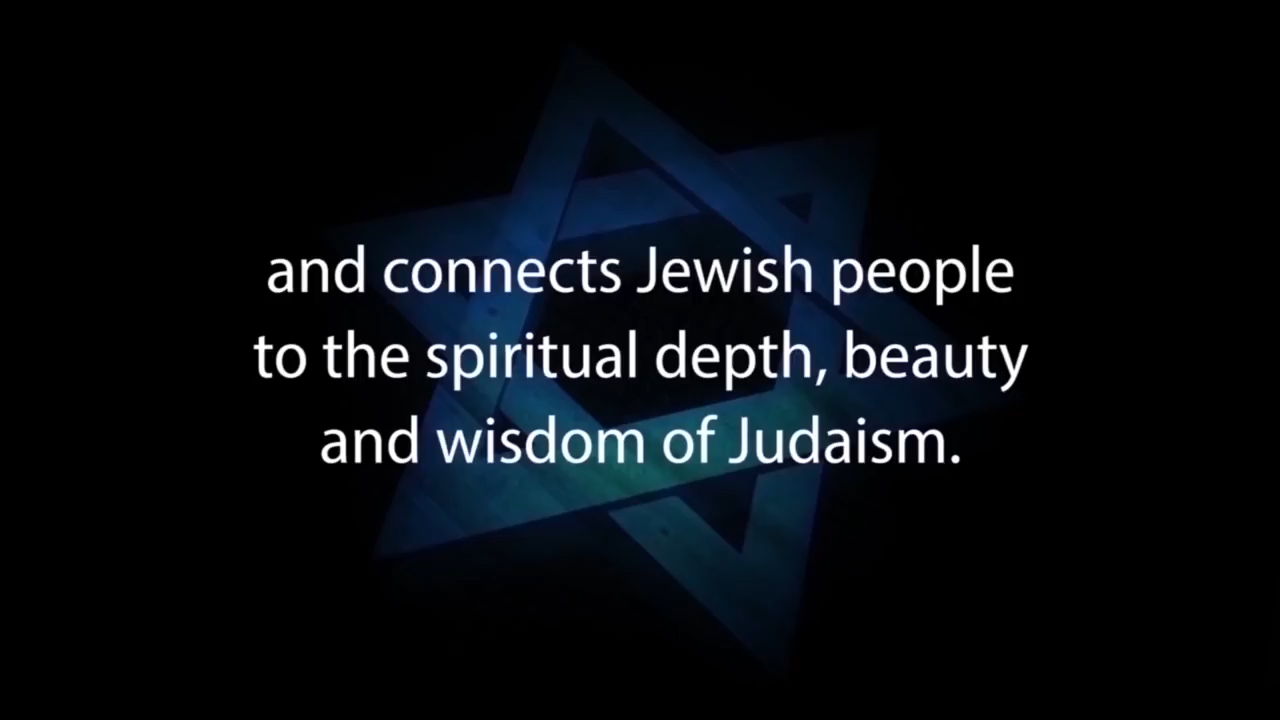 and connects Jewish people
to the spiritual depth, beauty
and wisdom of Judaism.